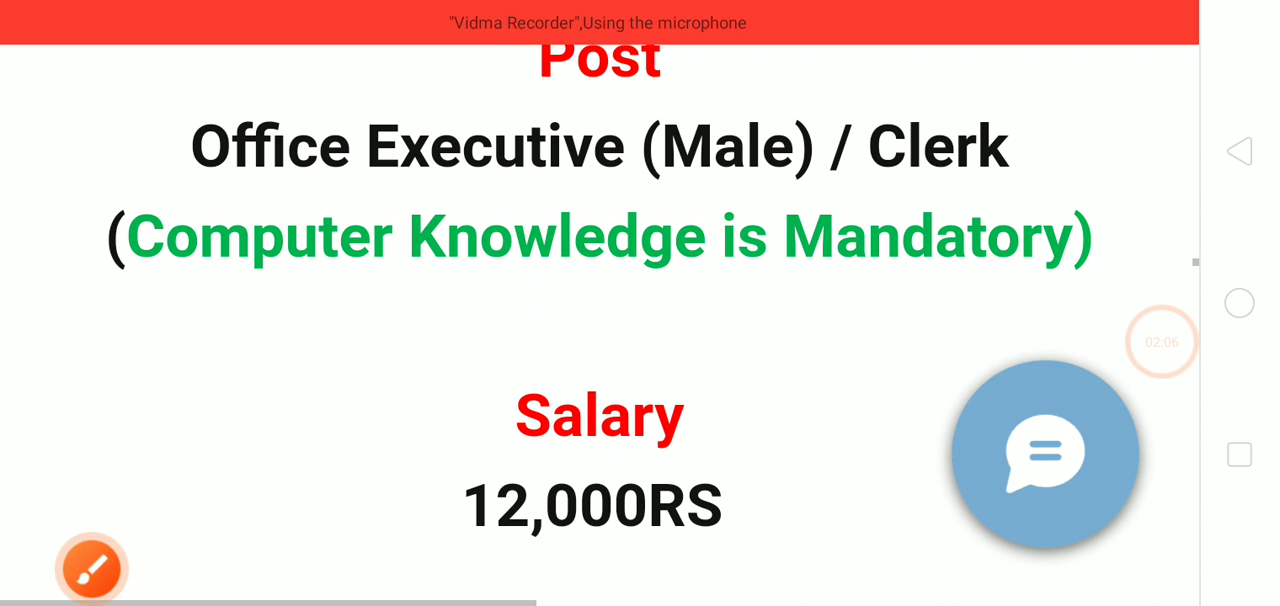 "Vidma Recorder",Using the microphone
Post
Office Executive (Male) / Clerk
(Computer Knowledge is Mandatory)
02:06
Salary
12,000RS